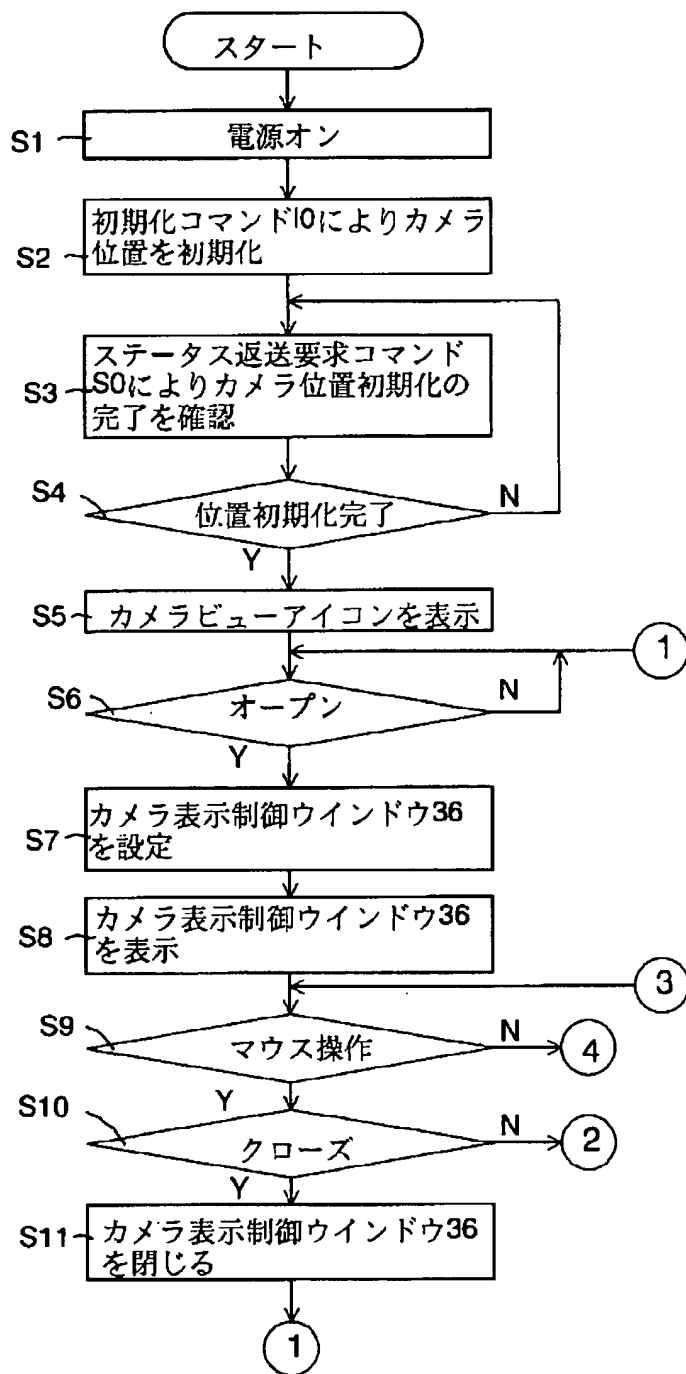 スタート
S1
電源オン
S2
初期化コマンドI0によりカメラ
位置を初期化
S3
ステータス返送要求コマンド
S0によりカメラ位置初期化の
完了を確認
S4
位置初期化完了
N
Y
S5
カメラビューアイコンを表示
1
S6
オープン
N
Y
S7
カメラ表示制御ウインドウ36
を設定
S8
カメラ表示制御ウインドウ36
を表示
3
S9
マウス操作
N
4
Y
S10
クローズ
N
2
Y
S11
カメラ表示制御ウインドウ36
を閉じる
1